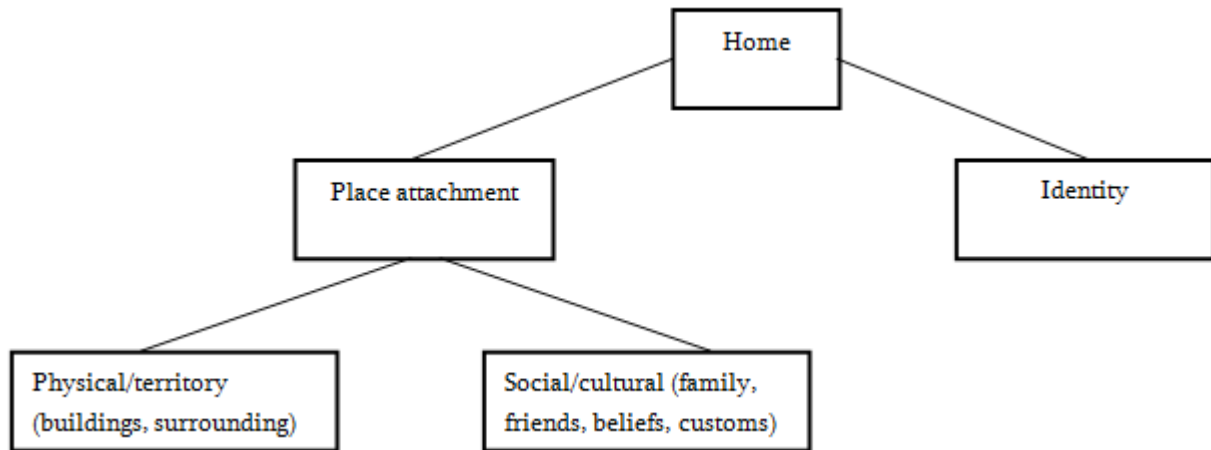 Home
Place attachment
Identity
Physical/territory
(buildings, surrounding)
Social/cultural (family,
friends, beliefs, customs)